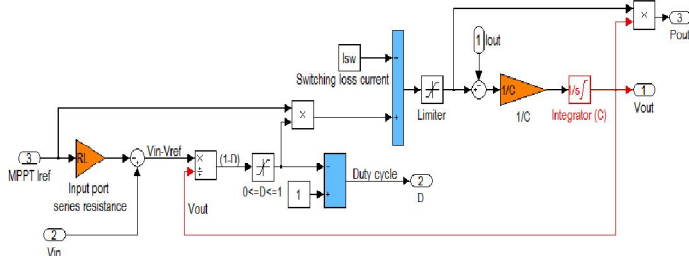 ×
3
Pout
1
Iout
Isw
Switching loss current
Limiter
1/C
1/C
1/s
Integrator (C)
1
Vout
×
3
MPPT Iref
RL
Input port
series resistance
Vin-Vref
×
÷
(1-D)
0<=D<=1
1
Duty cycle
2
D
Vout
2
Vin